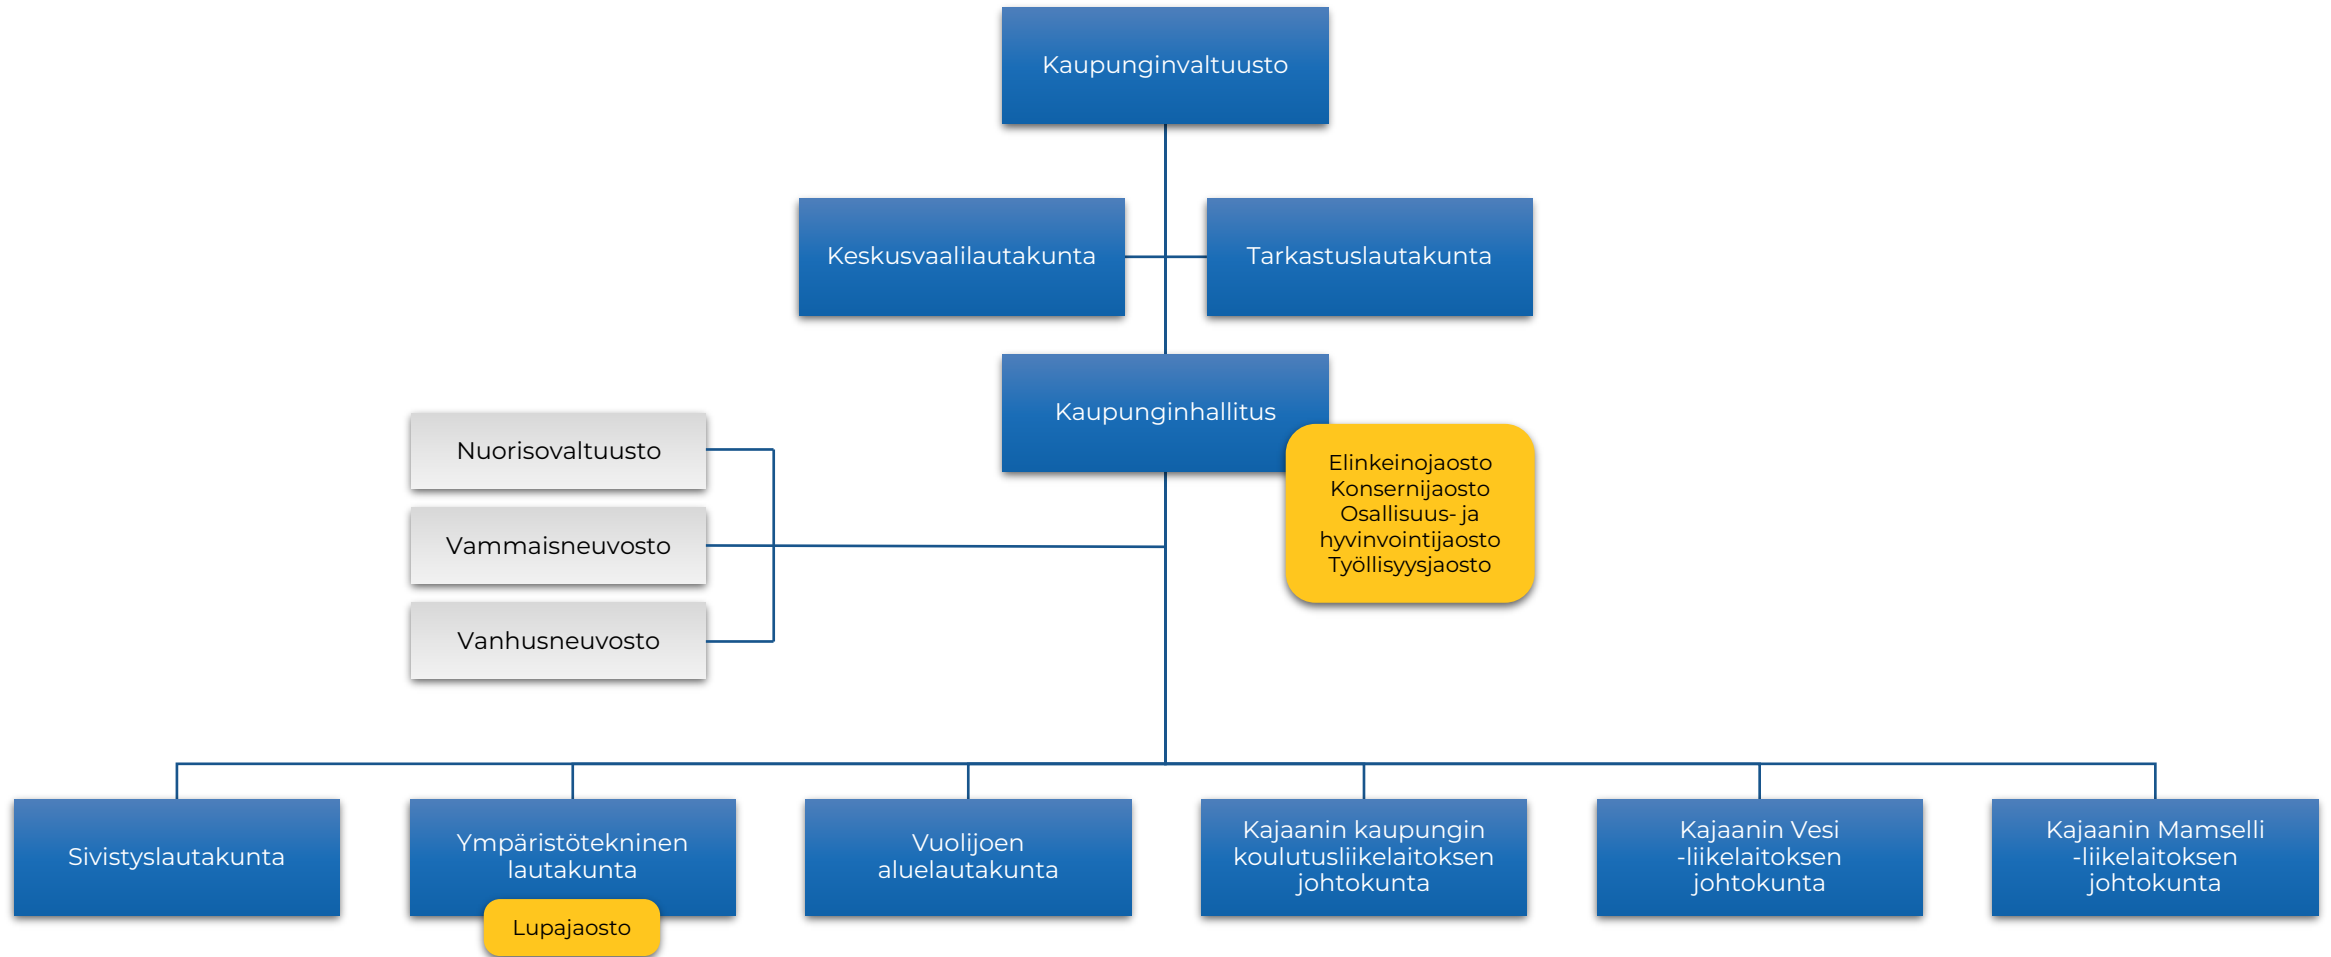 Kaupunginvaltuusto
Keskusvaalilautakunta
Tarkastuslautakunta
Kaupunginhallitus
Elinkeinojaosto
Konsernijaosto
Osallisuus- ja
hyvinvointijaosto
Työllisyysjaosto
Nuorisovaltuusto
Vammaisneuvosto
Vanhusneuvosto
Sivistyslautakunta
Ympäristötekninen
lautakunta
Lupajaosto
Vuolijoen
aluelautakunta
Kajaanin kaupungin
koulutusliikelaitoksen
johtokunta
Kajaanin Vesi
-liikelaitoksen
johtokunta
Kajaanin Mamselli
-liikelaitoksen
johtokunta